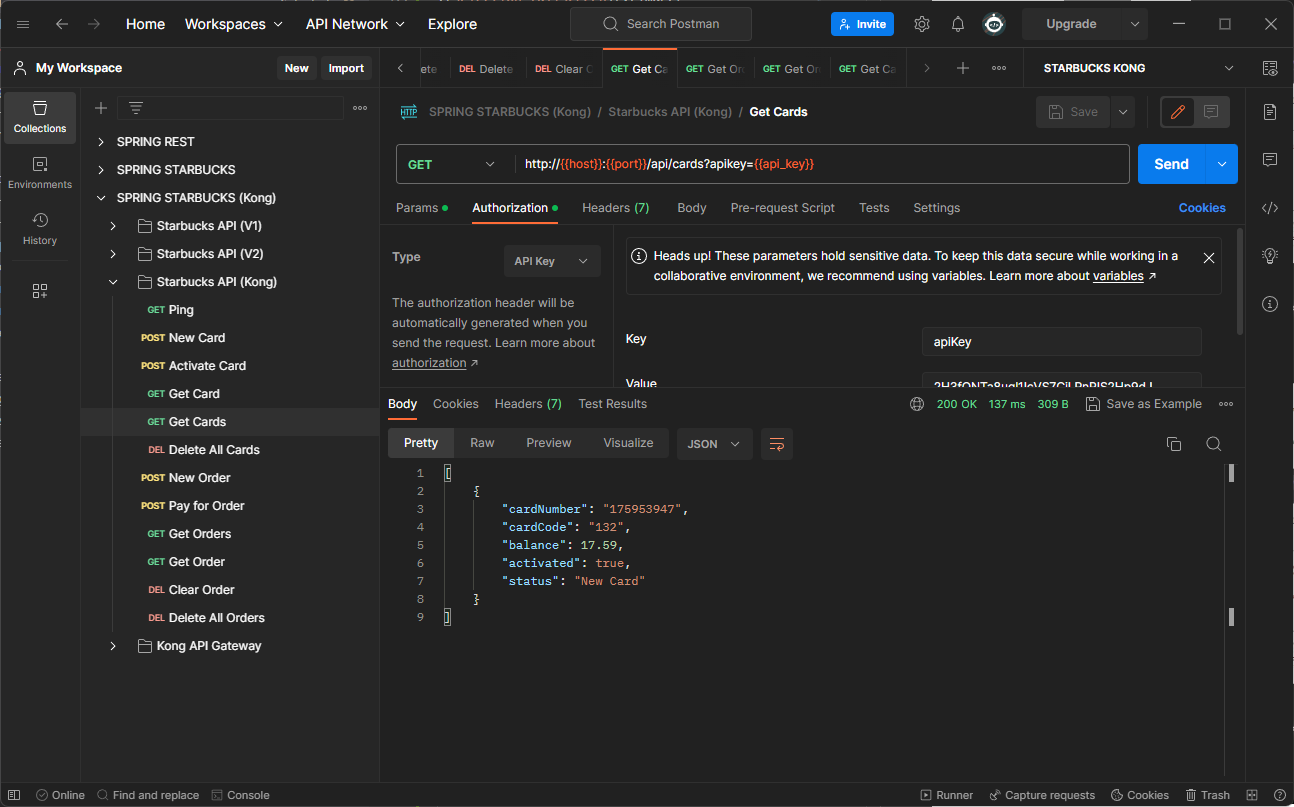 Home Workspaces API Network Explore Search Postman Invite Upgrade
My Workspace New Import
DEL Delete DEL Clear GET Get Ca GET Get Or GET Get Or GET Get Ca STARBUCKS KONG
Collections
Environments
History
SPRING REST
SPRING STARBUCKS
SPRING STARBUCKS (Kong)
Starbucks API (V1)
Starbucks API (V2)
Starbucks API (Kong)
GET Ping
POST New Card
POST Activate Card
GET Get Card
GET Get Cards
DEL Delete All Cards
POST New Order
POST Pay for Order
GET Get Orders
GET Get Order
DEL Clear Order
DEL Delete All Orders
Kong API Gateway
HTTP SPRING STARBUCKS (Kong) / Starbucks API (Kong) / Get Cards Save
GET http://{{host}}:{{port}}/api/cards?apikey={{api_key}} Send
Params Authorization Headers (7) Body Pre-request Script Tests Settings Cookies
Type API Key
The authorization header will be
automatically generated when you
send the request. Learn more about
authorization ↗
Heads up! These parameters hold sensitive data. To keep this data secure while working in a
collaborative environment, we recommend using variables. Learn more about variables ↗
Key apiKey
Value
Body Cookies Headers (7) Test Results 200 OK 137 ms 309 B Save as Example
Pretty Raw Preview Visualize JSON
1 [
2 {
3 "cardNumber": "175953947",
4 "cardCode": "132",
5 "balance": 17.59,
6 "activated": true,
7 "status": "New Card"
8 }
9 ]
Online Find and replace Console Runner Capture requests Cookies Trash